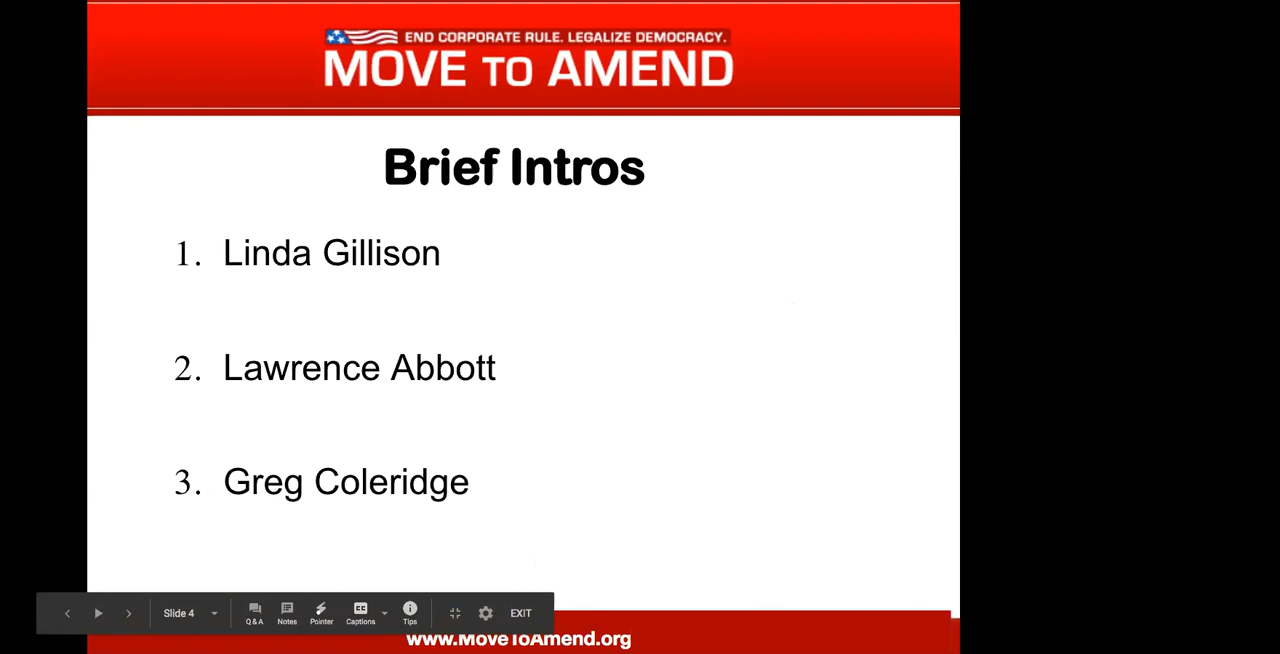 END CORPORATE RULE. LEGALIZE DEMOCRACY.
MOVE TO AMEND
Brief Intros
1. Linda Gillison
2. Lawrence Abbott
3. Greg Coleridge
Slide 4
Q & A
Notes
Pointer
CC
Captions
Tips
EXIT
www.MoveToAmend.org